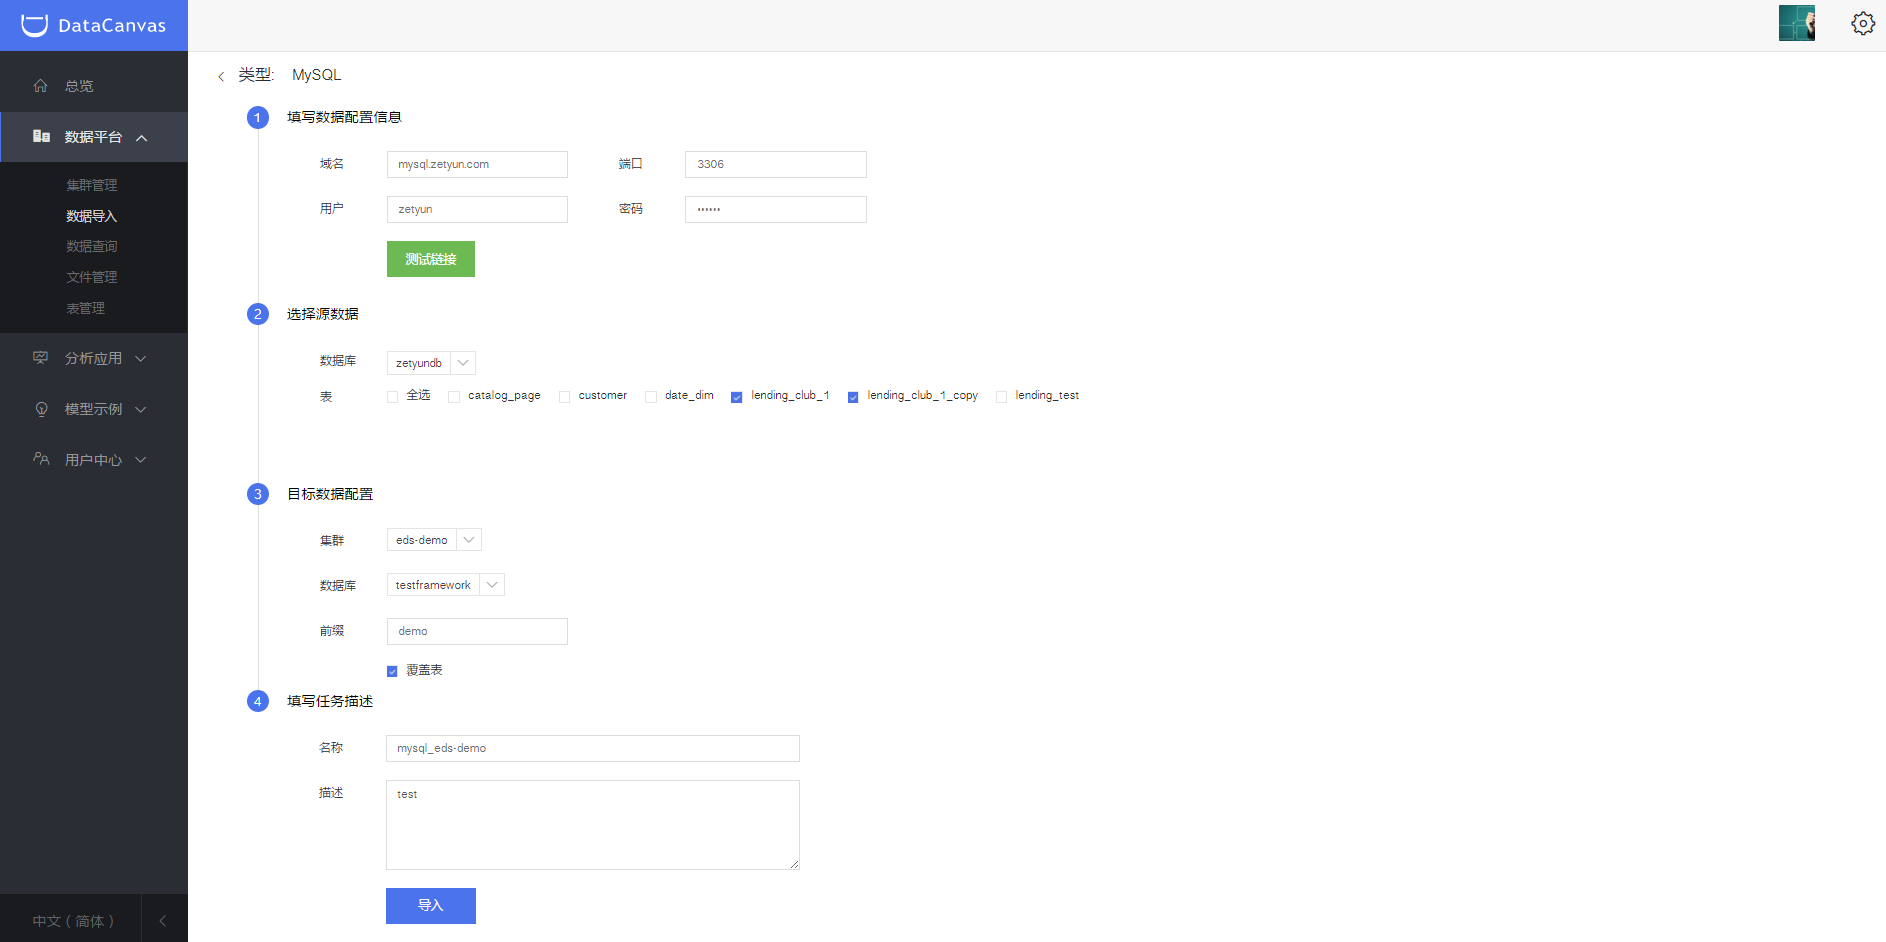 DataCanvas
总览
数据平台
集群管理
数据导入
数据查询
文件管理
表管理
分析应用
模型示例
用户中心
中文（简体）
类型: MySQL
1 填写数据配置信息
域名 mysql.zetyun.com 端口 3306
用户 zetyun 密码 ······
测试链接
2 选择源数据
数据库 zetyundb
表 全选 catalog_page customer date_dim lending_club_1 lending_club_1_copy lending_test
3 目标数据配置
集群 eds-demo
数据库 testframework
前缀 demo
覆盖表
4 填写任务描述
名称 mysql_eds-demo
描述 test
导入